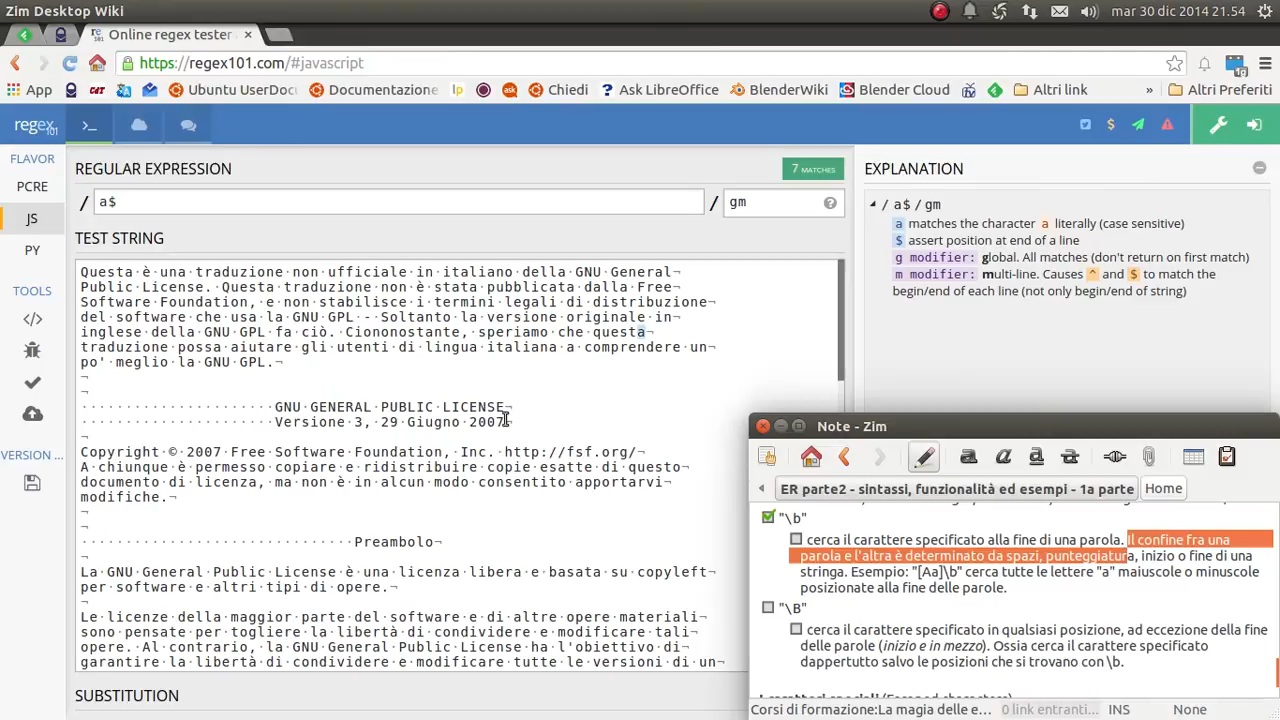 Zim Desktop Wiki
mar 30 dic 2014 21.54
Online regex tester ×
https://regex101.com/#javascript
App
Ubuntu UserDocu
Documentazione
Chiedi
? Ask LibreOffice
BlenderWiki
Blender Cloud
Altri link
»
Altri Preferiti
regex 101
FLAVOR
PCRE
JS
PY
TOOLS
VERSION ...
REGULAR EXPRESSION
7 MATCHES
/ a$ / gm
TEST STRING
Questa·è·una·traduzione·non·ufficiale·in·italiano·della·GNU·General¬
Public·License.·Questa·traduzione·non·è·stata·pubblicata·dalla·Free¬
Software·Foundation,·e·non·stabilisce·i·termini·legali·di·distribuzione¬
del·software·che·usa·la·GNU·GPL·-·Soltanto·la·versione·originale·in¬
inglese·della·GNU·GPL·fa·ciò.·Ciononostante,·speriamo·che·questa¬
traduzione·possa·aiutare·gli·utenti·di·lingua·italiana·a·comprendere·un¬
po'·meglio·la·GNU·GPL.¬
¬
¬
······················GNU·GENERAL·PUBLIC·LICENSE¬
······················Versione·3,·29·Giugno·2007¬
¬
Copyright·©·2007·Free·Software·Foundation,·Inc.·http://fsf.org/¬
A·chiunque·è·permesso·copiare·e·ridistribuire·copie·esatte·di·questo¬
documento·di·licenza,·ma·non·è·in·alcun·modo·consentito·apportarvi¬
modifiche.¬
¬
¬
¬
·······························Preambolo¬
¬
La·GNU·General·Public·License·è·una·licenza·libera·e·basata·su·copyleft¬
per·software·e·altri·tipi·di·opere.¬
¬
Le·licenze·della·maggior·parte·del·software·e·di·altre·opere·materiali¬
sono·pensate·per·togliere·la·libertà·di·condividere·e·modificare·tali¬
opere.·Al·contrario,·la·GNU·General·Public·License·ha·l'obiettivo·di¬
garantire·la·libertà·di·condividere·e·modificare·tutte·le·versioni·di·un¬
SUBSTITUTION
EXPLANATION
/ a$ / gm
a matches the character a literally (case sensitive)
$ assert position at end of a line
g modifier: global. All matches (don't return on first match)
m modifier: multi-line. Causes ^ and $ to match the
begin/end of each line (not only begin/end of string)
Note - Zim
ER parte2 - sintassi, funzionalità ed esempi - 1a parte
Home
"\b"
cerca il carattere specificato alla fine di una parola. Il confine fra una
parola e l'altra è determinato da spazi, punteggiatura, inizio o fine di una
stringa. Esempio: "[Aa]\b" cerca tutte le lettere "a" maiuscole o minuscole
posizionate alla fine delle parole.
"\B"
cerca il carattere specificato in qualsiasi posizione, ad eccezione della fine
delle parole (inizio e in mezzo). Ossia cerca il carattere specificato
dappertutto salvo le posizioni che si trovano con \b.
Corsi di formazione:La magia delle e...
0 link entranti...
INS
None